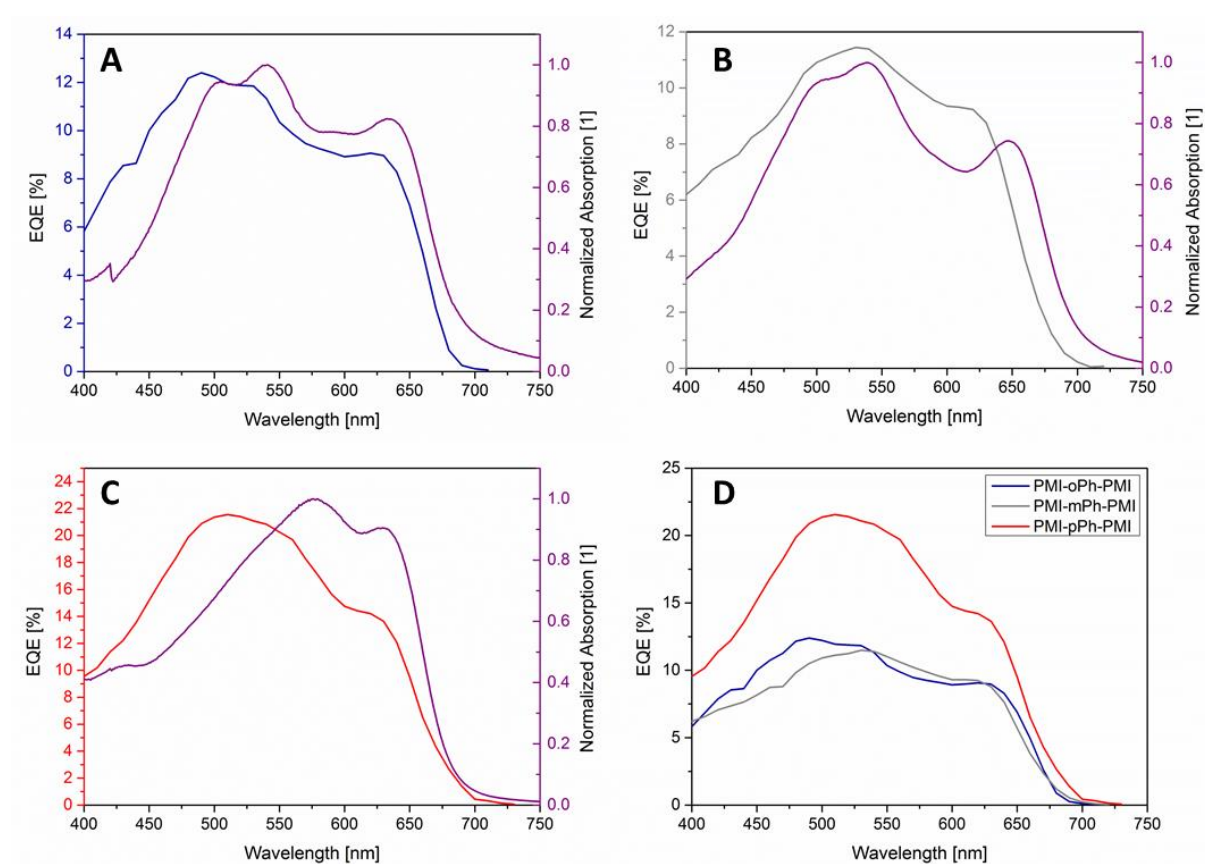 A
EQE [%]
14
12
10
8
6
4
2
0
400 450 500 550 600 650 700 750
Wavelength [nm]
1.0
0.8
0.6
0.4
0.2
0.0
Normalized Absorption [1]
B
EQE [%]
12
10
8
6
4
2
0
400 450 500 550 600 650 700 750
Wavelength [nm]
1.0
0.8
0.6
0.4
0.2
0.0
Normalized Absorption [1]
C
EQE [%]
24
22
20
18
16
14
12
10
8
6
4
2
0
400 450 500 550 600 650 700 750
Wavelength [nm]
1.0
0.8
0.6
0.4
0.2
0.0
Normalized Absorption [1]
D
PMI-oPh-PMI
PMI-mPh-PMI
PMI-pPh-PMI
EQE [%]
25
20
15
10
5
0
400 450 500 550 600 650 700 750
Wavelength [nm]